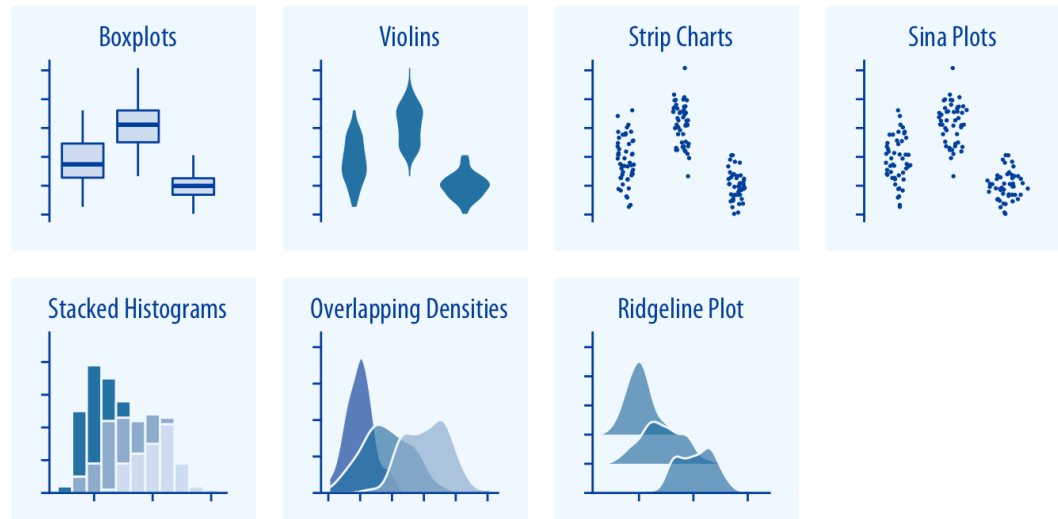 Boxplots
Violins
Strip Charts
Sina Plots
Stacked Histograms
Overlapping Densities
Ridgeline Plot